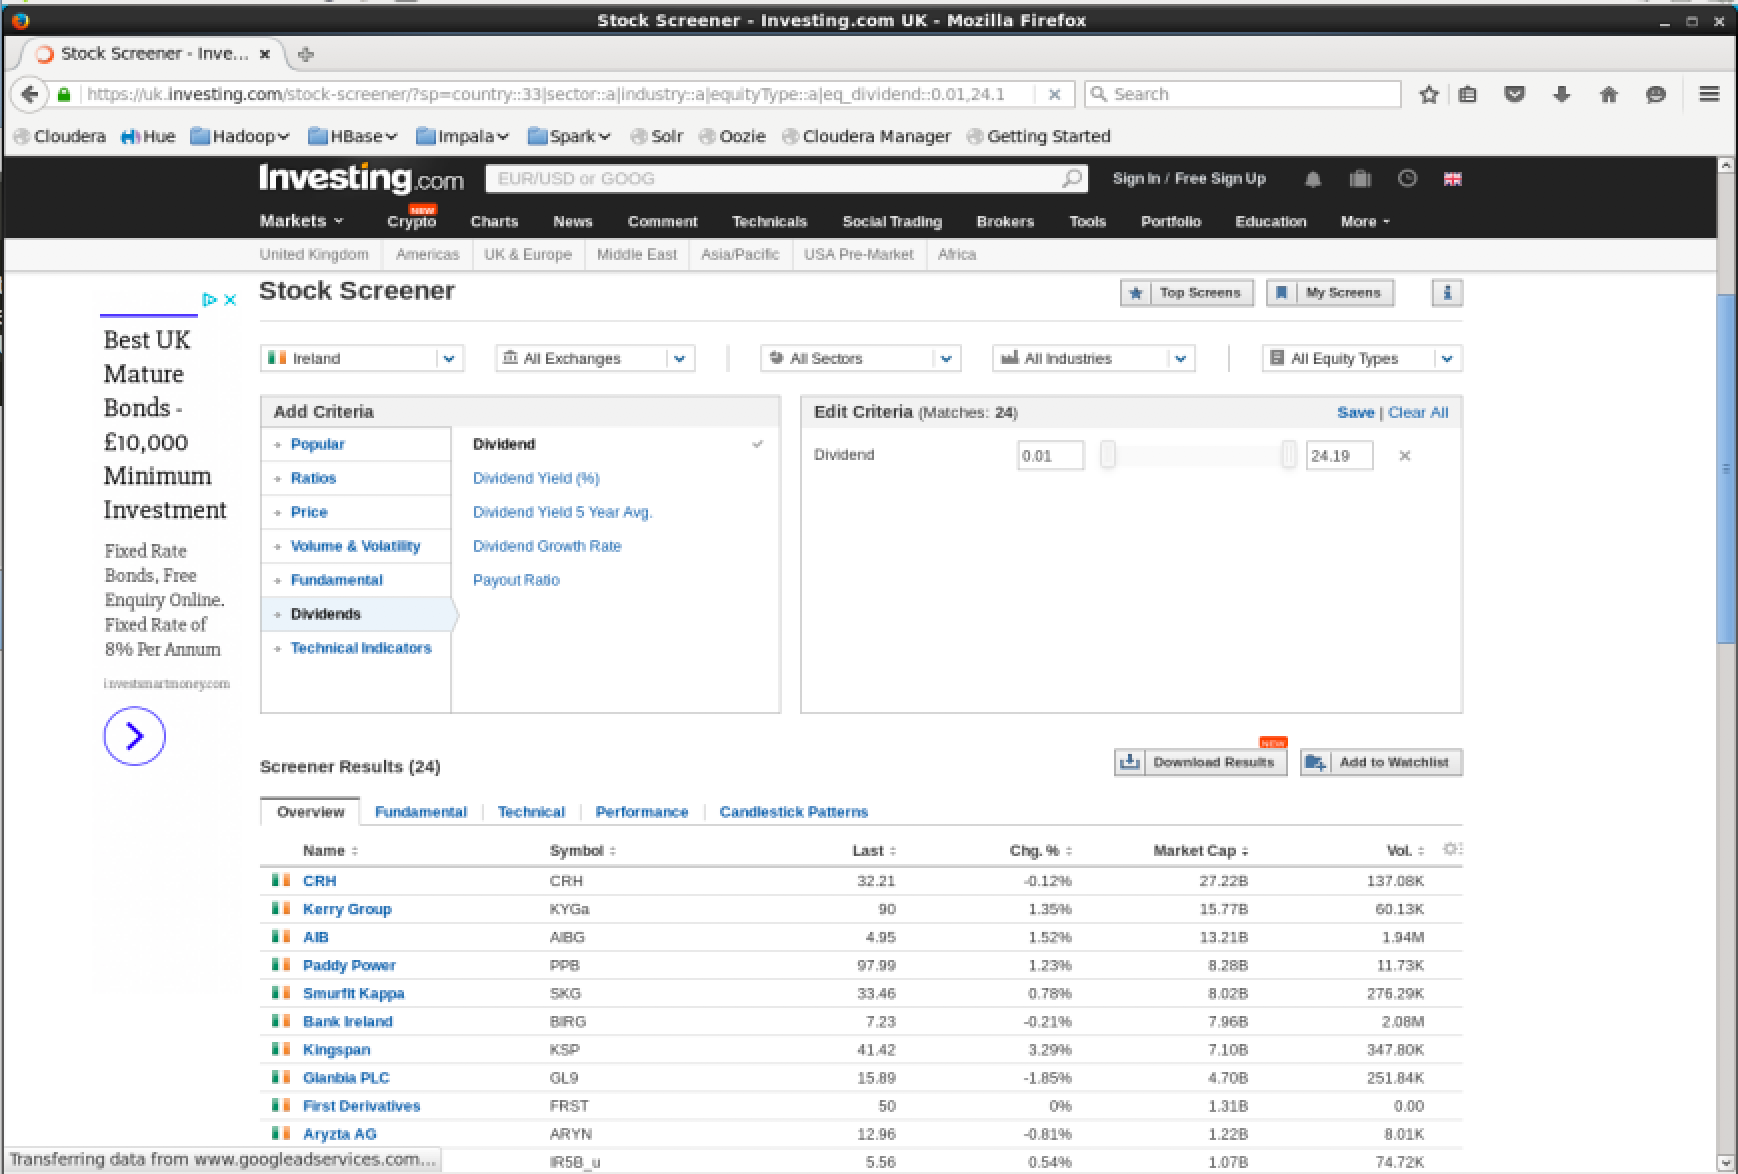 Stock Screener - Investing.com UK - Mozilla Firefox
Stock Screener - Inve...
https://uk.investing.com/stock-screener/?sp=country::33|sector::a|industry::a|equityType::a|eq_dividend::0.01,24.1
Search
Cloudera Hue Hadoop HBase Impala Spark Solr Oozie Cloudera Manager Getting Started
Investing.com
EUR/USD or GOOG
Sign In / Free Sign Up
NEW
Markets Crypto Charts News Comment Technicals Social Trading Brokers Tools Portfolio Education More
United Kingdom Americas UK & Europe Middle East Asia/Pacific USA Pre-Market Africa
Stock Screener
Top Screens
My Screens
i
Best UK
Mature
Bonds -
£10,000
Minimum
Investment
Fixed Rate
Bonds, Free
Enquiry Online.
Fixed Rate of
8% Per Annum
investsmartmoney.com
Ireland All Exchanges All Sectors All Industries All Equity Types
Add Criteria
Popular
Ratios
Price
Volume & Volatility
Fundamental
Dividends
Technical Indicators
Dividend
Dividend Yield (%)
Dividend Yield 5 Year Avg.
Dividend Growth Rate
Payout Ratio
Edit Criteria (Matches: 24)
Save | Clear All
Dividend 0.01 24.19
Screener Results (24)
NEW
Download Results
Add to Watchlist
Overview Fundamental Technical Performance Candlestick Patterns
Name Symbol Last Chg. % Market Cap Vol.
CRH CRH 32.21 -0.12% 27.22B 137.08K
Kerry Group KYGa 90 1.35% 15.77B 60.13K
AIB AIBG 4.95 1.52% 13.21B 1.94M
Paddy Power PPB 97.99 1.23% 8.28B 11.73K
Smurfit Kappa SKG 33.46 0.78% 8.02B 276.29K
Bank Ireland BIRG 7.23 -0.21% 7.96B 2.08M
Kingspan KSP 41.42 3.29% 7.10B 347.80K
Glanbia PLC GL9 15.89 -1.85% 4.70B 251.84K
First Derivatives FRST 50 0% 1.31B 0.00
Aryzta AG ARYN 12.96 -0.81% 1.22B 8.01K
IR5B_u 5.56 0.54% 1.07B 74.72K
Transferring data from www.googleadservices.com...